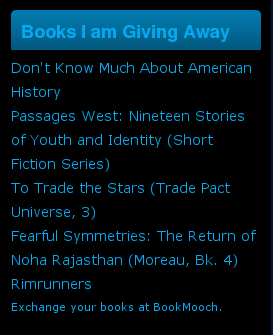 Books I am Giving Away
Don't Know Much About American
History
Passages West: Nineteen Stories
of Youth and Identity (Short
Fiction Series)
To Trade the Stars (Trade Pact
Universe, 3)
Fearful Symmetries: The Return of
Noha Rajasthan (Moreau, Bk. 4)
Rimrunners
Exchange your books at BookMooch.